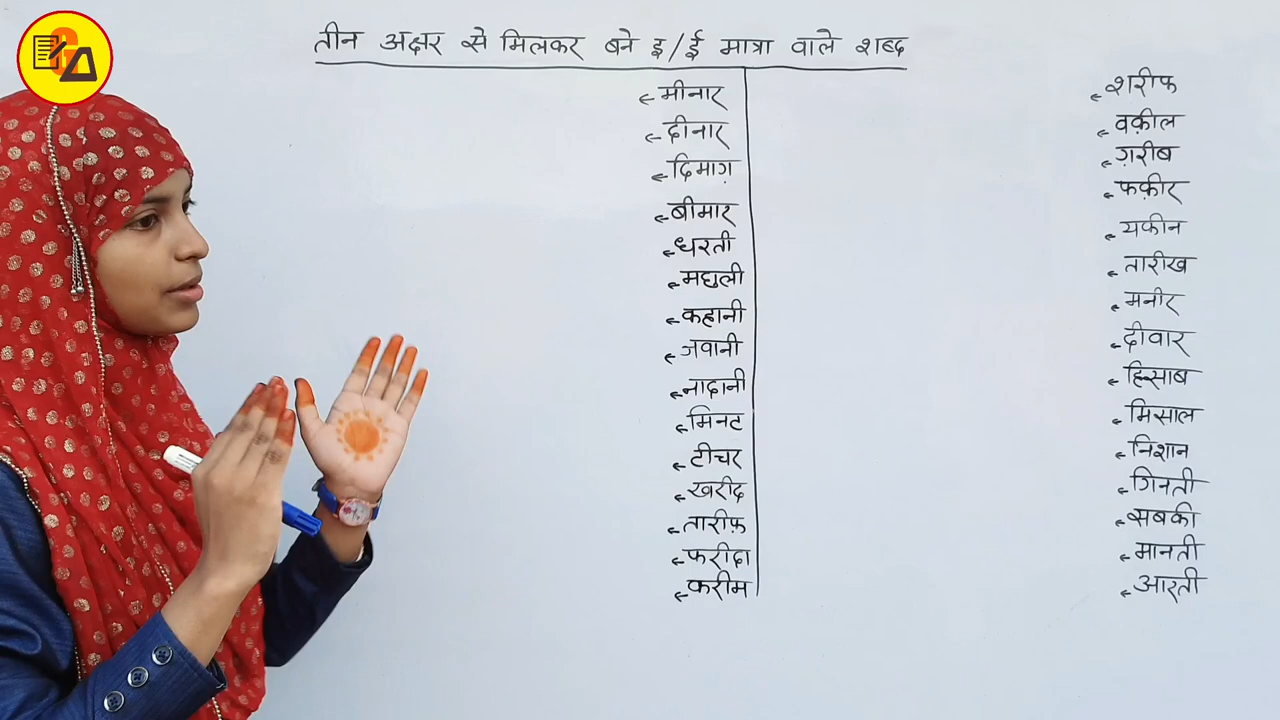 तीन अक्षर से मिलकर बने इ/ई मात्रा वाले शब्द
मीनार
दीनार
दिमाग़
बीमार
धरती
मछली
कहानी
जवानी
नादानी
मिनट
टीचर
खरीद
तारीफ़
फरीदा
करीम
शरीफ
वक़ील
ग़रीब
फक़ीर
यकीन
तारीख
मनीर
दीवार
हिसाब
मिसाल
निशान
गिनती
सबकी
मानती
आरती